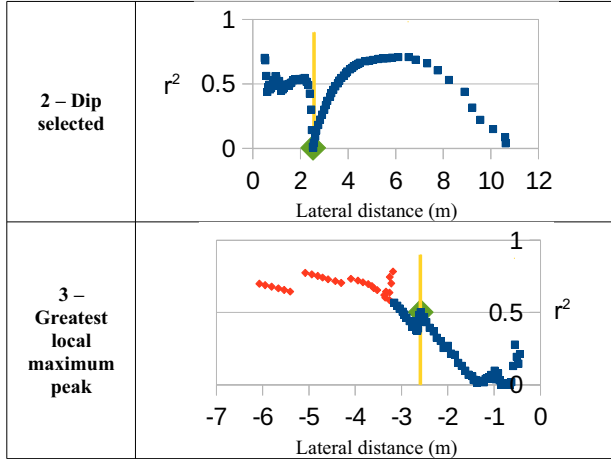 2 – Dip
selected
r²
1
0.5
0
0 2 4 6 8 10 12
Lateral distance (m)
3 –
Greatest
local
maximum
peak
1
0.5
0
r²
-7 -6 -5 -4 -3 -2 -1 0
Lateral distance (m)